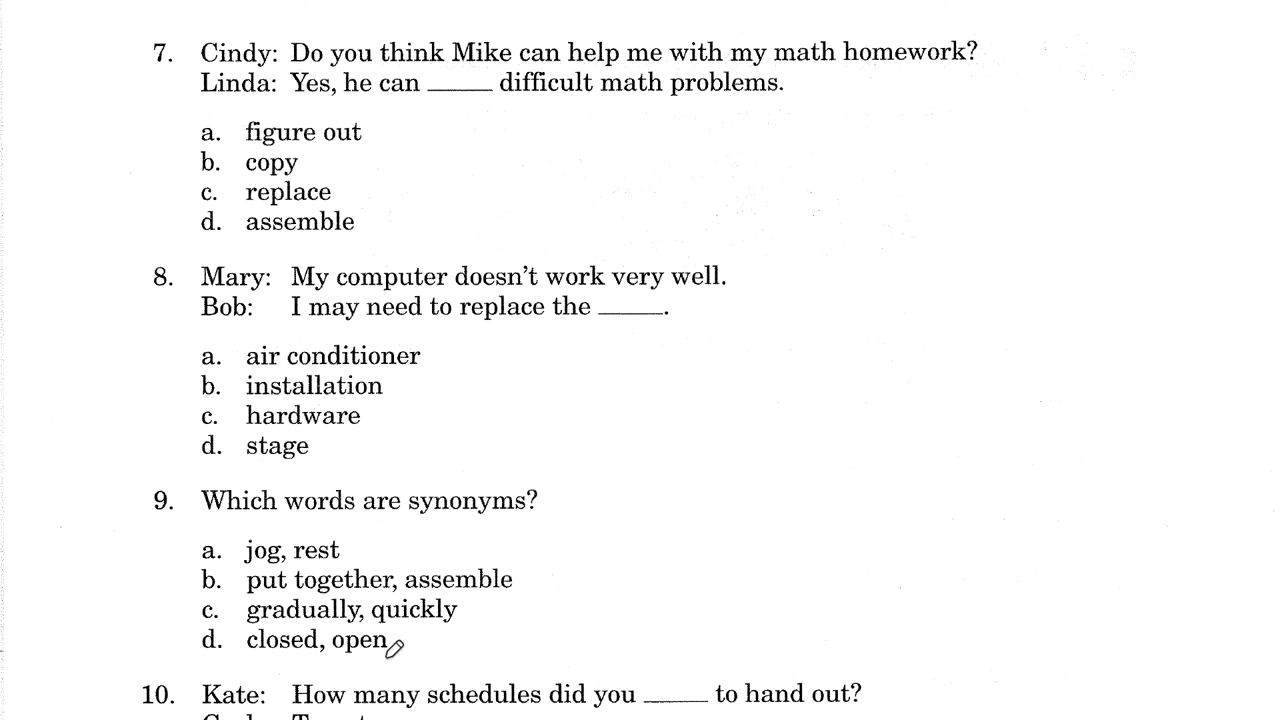 7. Cindy: Do you think Mike can help me with my math homework?
Linda: Yes, he can _____ difficult math problems.
a. figure out
b. copy
c. replace
d. assemble
8. Mary: My computer doesn't work very well.
Bob: I may need to replace the _____.
a. air conditioner
b. installation
c. hardware
d. stage
9. Which words are synonyms?
a. jog, rest
b. put together, assemble
c. gradually, quickly
d. closed, open
10. Kate: How many schedules did you _____ to hand out?